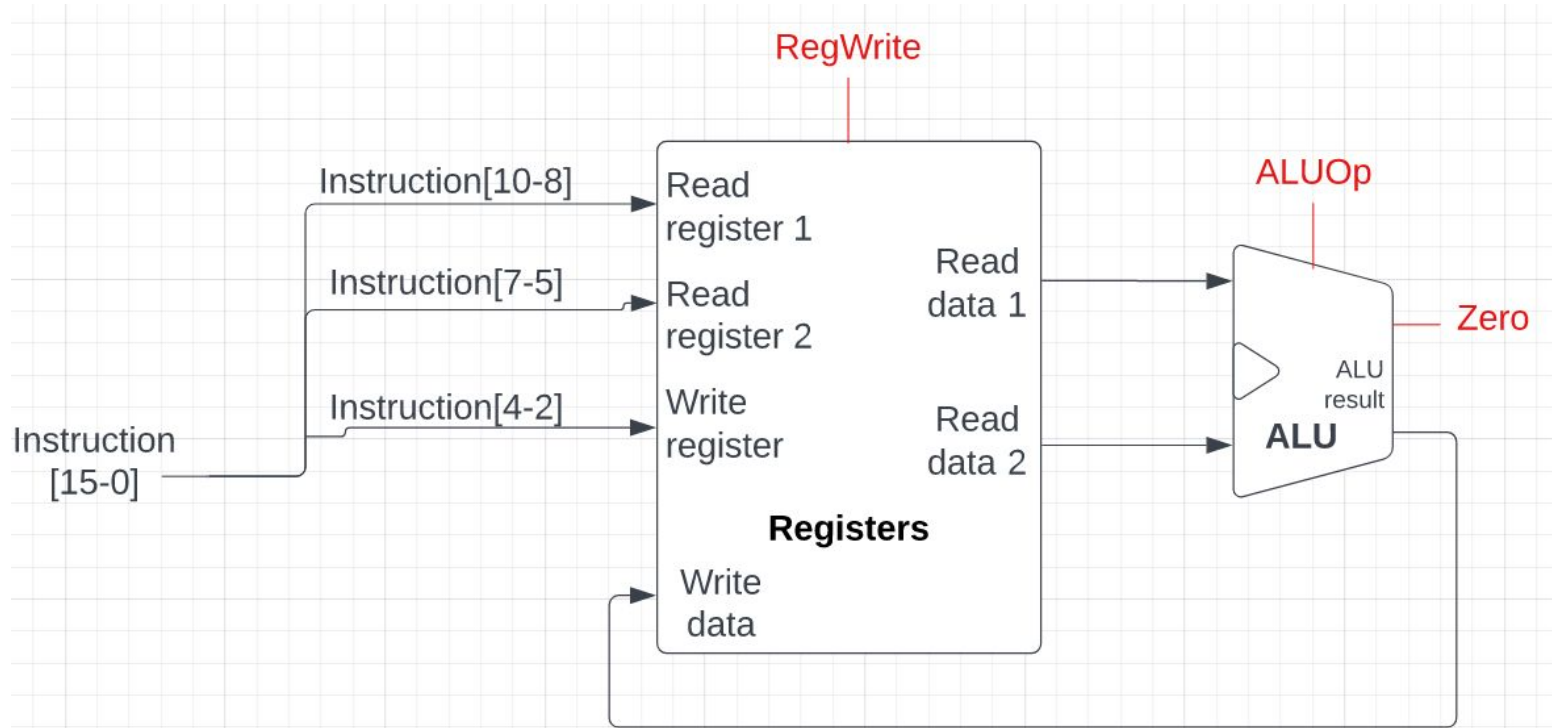 RegWrite
ALUOp
Instruction[10-8]
Read
register 1
Instruction[7-5]
Read
register 2
Instruction[4-2]
Write
register
Instruction
[15-0]
Read
data 1
Read
data 2
Registers
Write
data
Zero
ALU
result
ALU